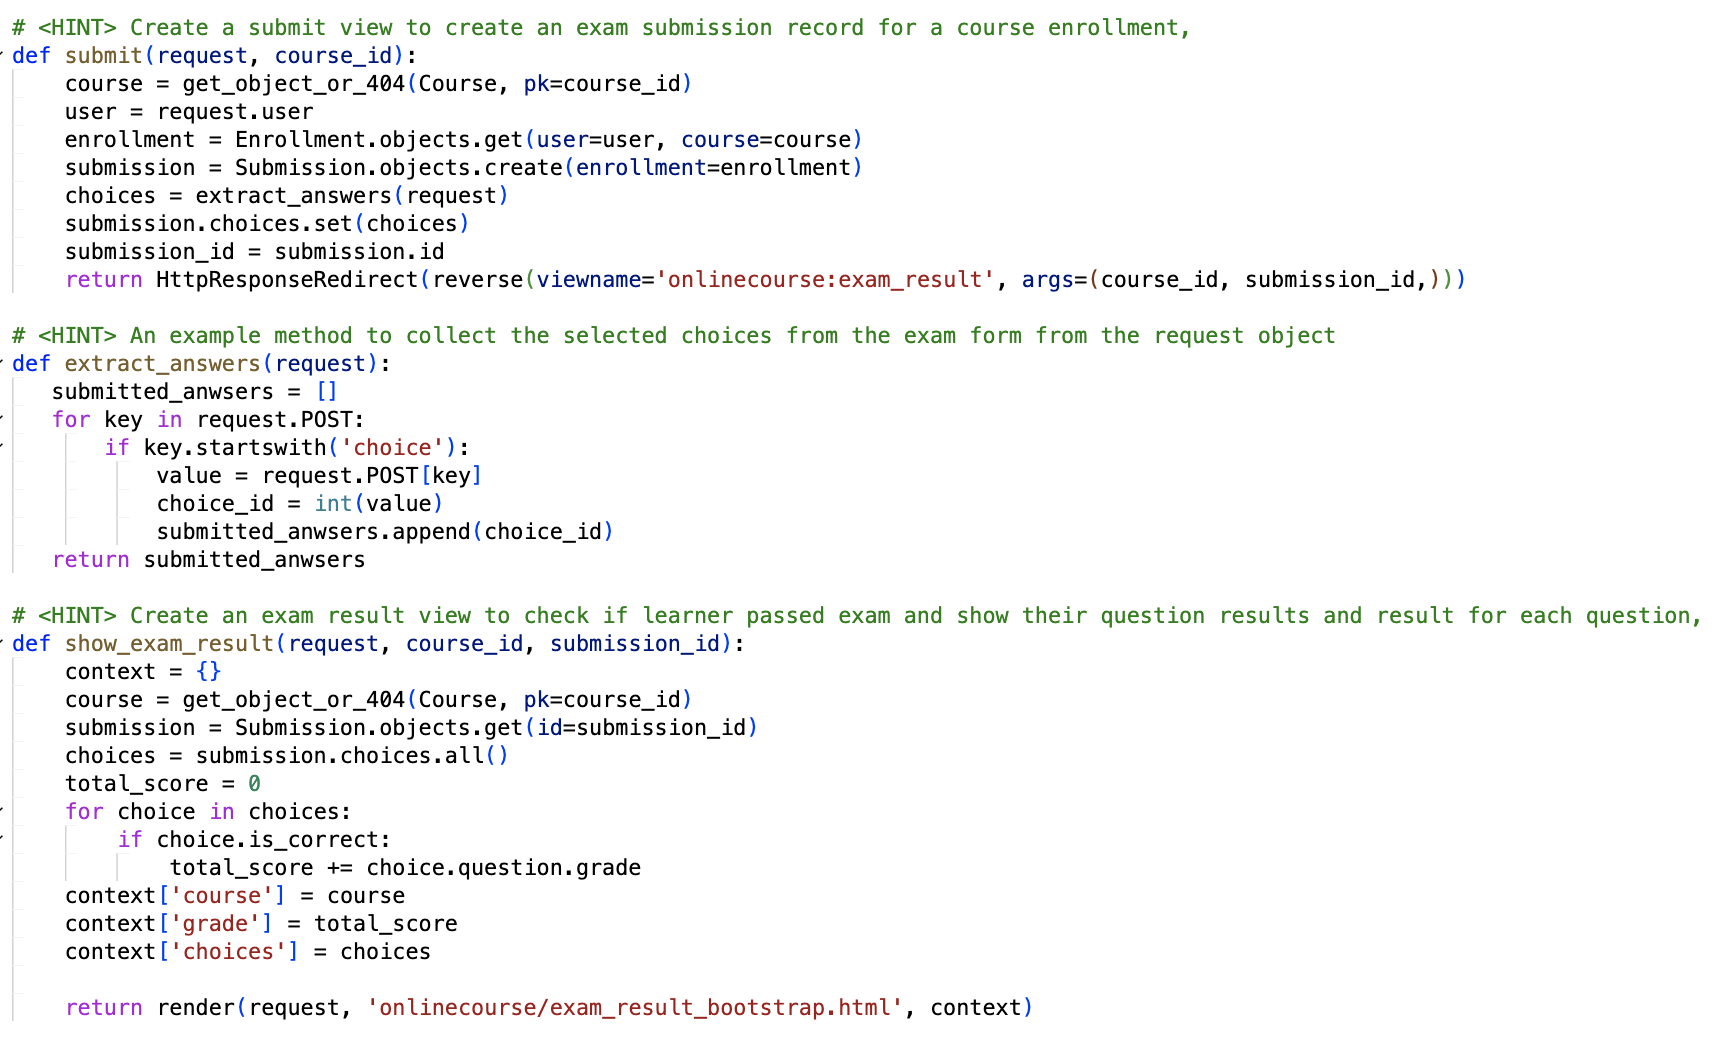 # <HINT> Create a submit view to create an exam submission record for a course enrollment,
def submit(request, course_id):
    course = get_object_or_404(Course, pk=course_id)
    user = request.user
    enrollment = Enrollment.objects.get(user=user, course=course)
    submission = Submission.objects.create(enrollment=enrollment)
    choices = extract_answers(request)
    submission.choices.set(choices)
    submission_id = submission.id
    return HttpResponseRedirect(reverse(viewname='onlinecourse:exam_result', args=(course_id, submission_id,)))

# <HINT> An example method to collect the selected choices from the exam form from the request object
def extract_answers(request):
   submitted_anwsers = []
   for key in request.POST:
       if key.startswith('choice'):
           value = request.POST[key]
           choice_id = int(value)
           submitted_anwsers.append(choice_id)
   return submitted_anwsers

# <HINT> Create an exam result view to check if learner passed exam and show their question results and result for each question,
def show_exam_result(request, course_id, submission_id):
    context = {}
    course = get_object_or_404(Course, pk=course_id)
    submission = Submission.objects.get(id=submission_id)
    choices = submission.choices.all()
    total_score = 0
    for choice in choices:
        if choice.is_correct:
            total_score += choice.question.grade
    context['course'] = course
    context['grade'] = total_score
    context['choices'] = choices

    return render(request, 'onlinecourse/exam_result_bootstrap.html', context)